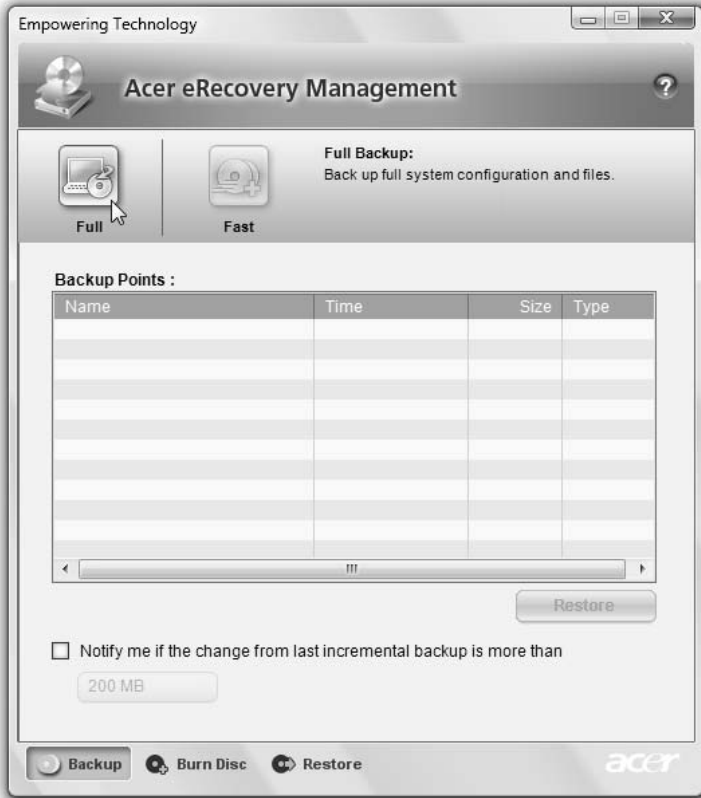 Empowering Technology
Acer eRecovery Management
?
Full
Fast
Full Backup:
Back up full system configuration and files.
Backup Points :
Name Time Size Type
Restore
Notify me if the change from last incremental backup is more than
200 MB
Backup Burn Disc Restore acer